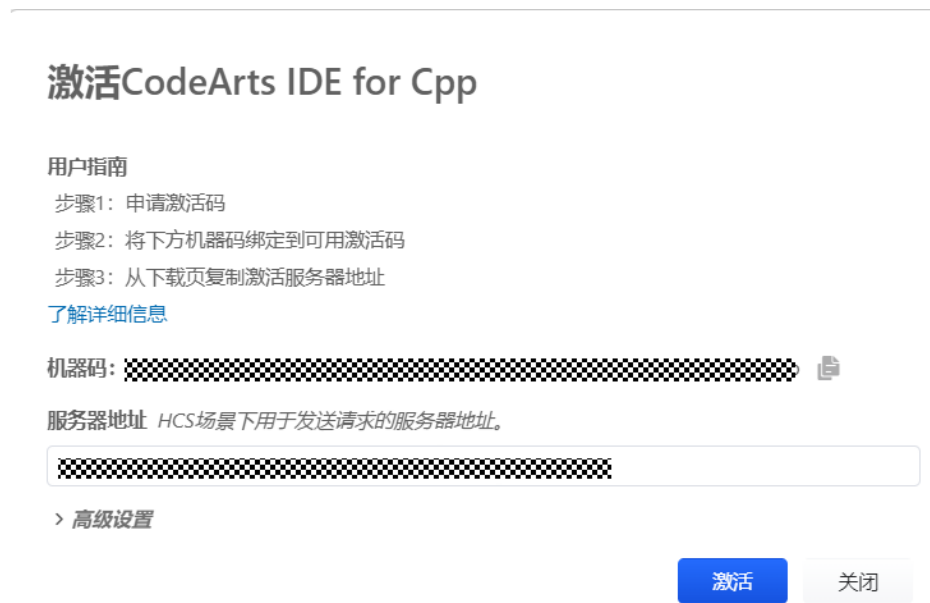 激活CodeArts IDE for Cpp
用户指南
步骤1：申请激活码
步骤2：将下方机器码绑定到可用激活码
步骤3：从下载页复制激活服务器地址
了解详细信息
机器码：
服务器地址 HCS场景下用于发送请求的服务器地址。
> 高级设置
激活 关闭